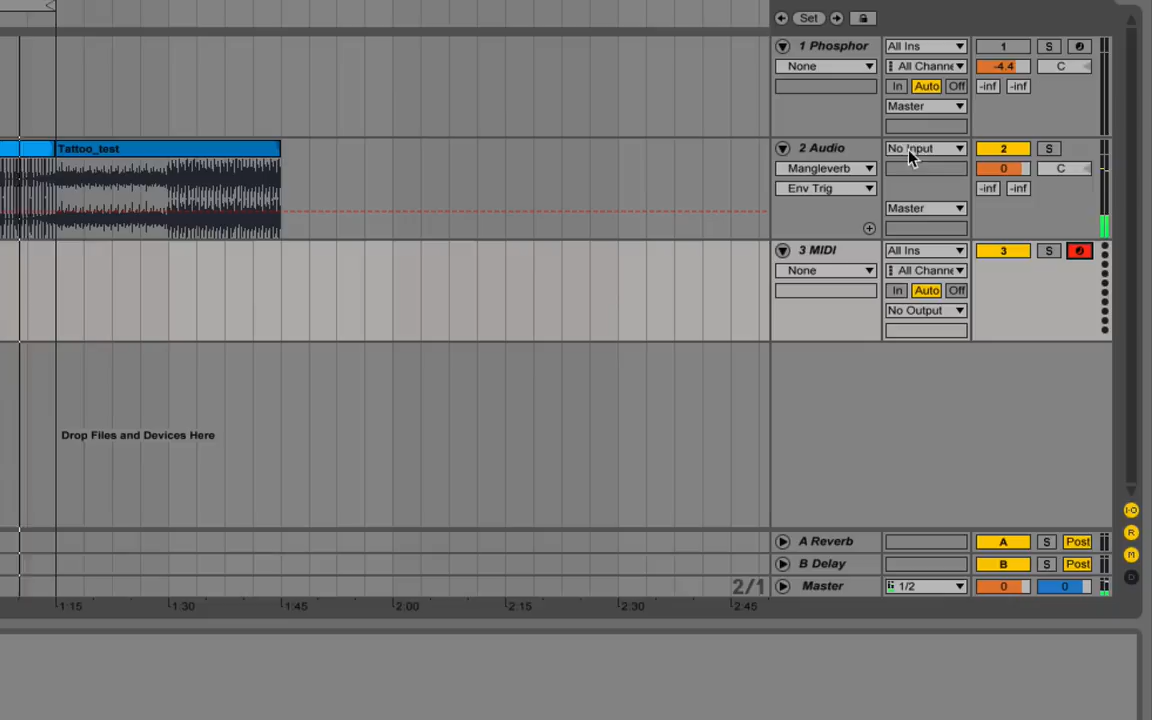 Set
1 Phosphor All Ins 1 S
None All Channe -4.4 C
In Auto Off -inf -inf
Master
Tattoo_test 2 Audio No Input 2 S
Mangleverb 0 C
Env Trig -inf -inf
Master
3 MIDI All Ins 3 S
None All Channe
In Auto Off
No Output
Drop Files and Devices Here
I-O
R
M
D
A Reverb A S Post
B Delay B S Post
2/1 Master 1/2 0 0
1:15 1:30 1:45 2:00 2:15 2:30 2:45